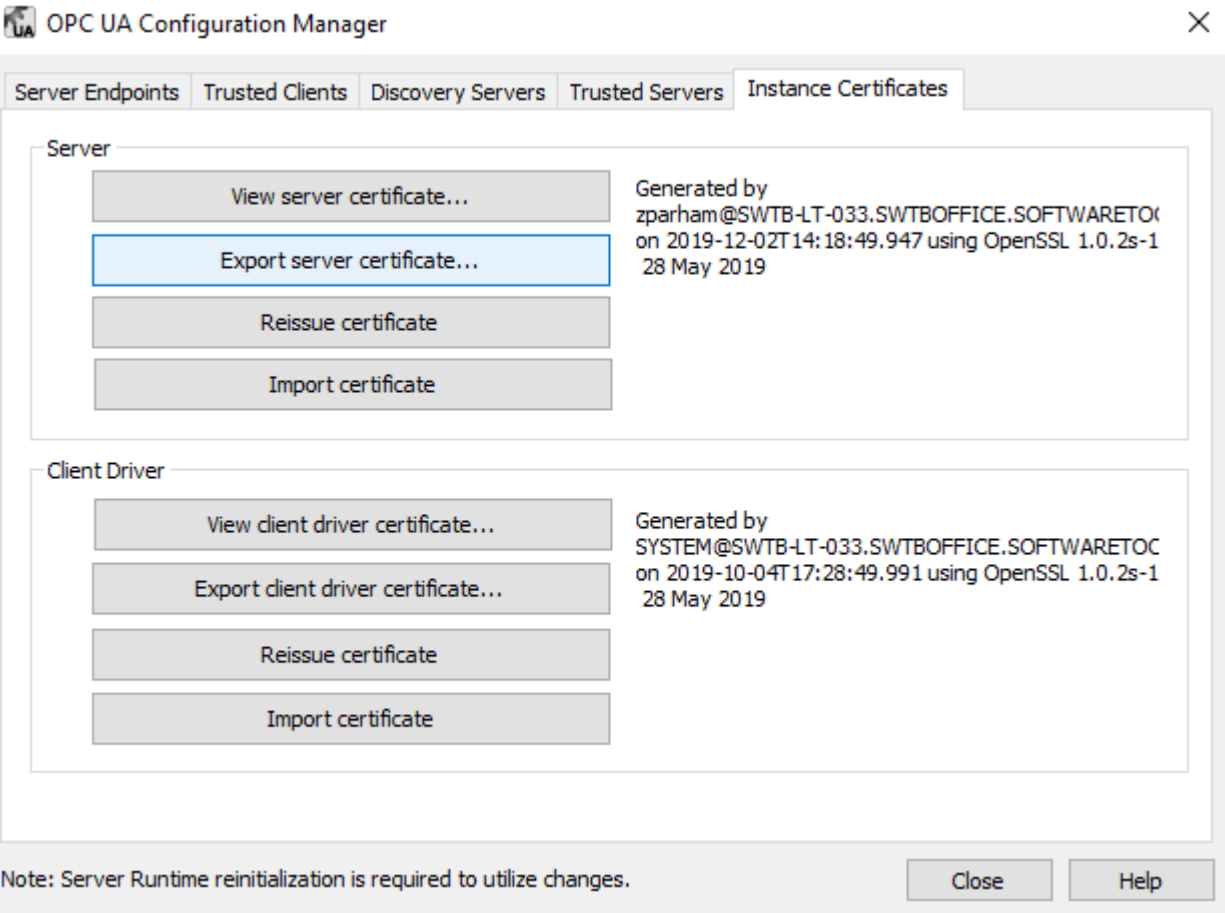 UA OPC UA Configuration Manager
Server Endpoints Trusted Clients Discovery Servers Trusted Servers Instance Certificates
Server
View server certificate...
Export server certificate...
Reissue certificate
Import certificate
Generated by
zparham@SWTB-LT-033.SWTBOFFICE.SOFTWARETO
on 2019-12-02T14:18:49.947 using OpenSSL 1.0.2s-1
28 May 2019
Client Driver
View client driver certificate...
Export client driver certificate...
Reissue certificate
Import certificate
Generated by
SYSTEM@SWTB-LT-033.SWTBOFFICE.SOFTWARETOC
on 2019-10-04T17:28:49.991 using OpenSSL 1.0.2s-1
28 May 2019
Note: Server Runtime reinitialization is required to utilize changes.
Close Help